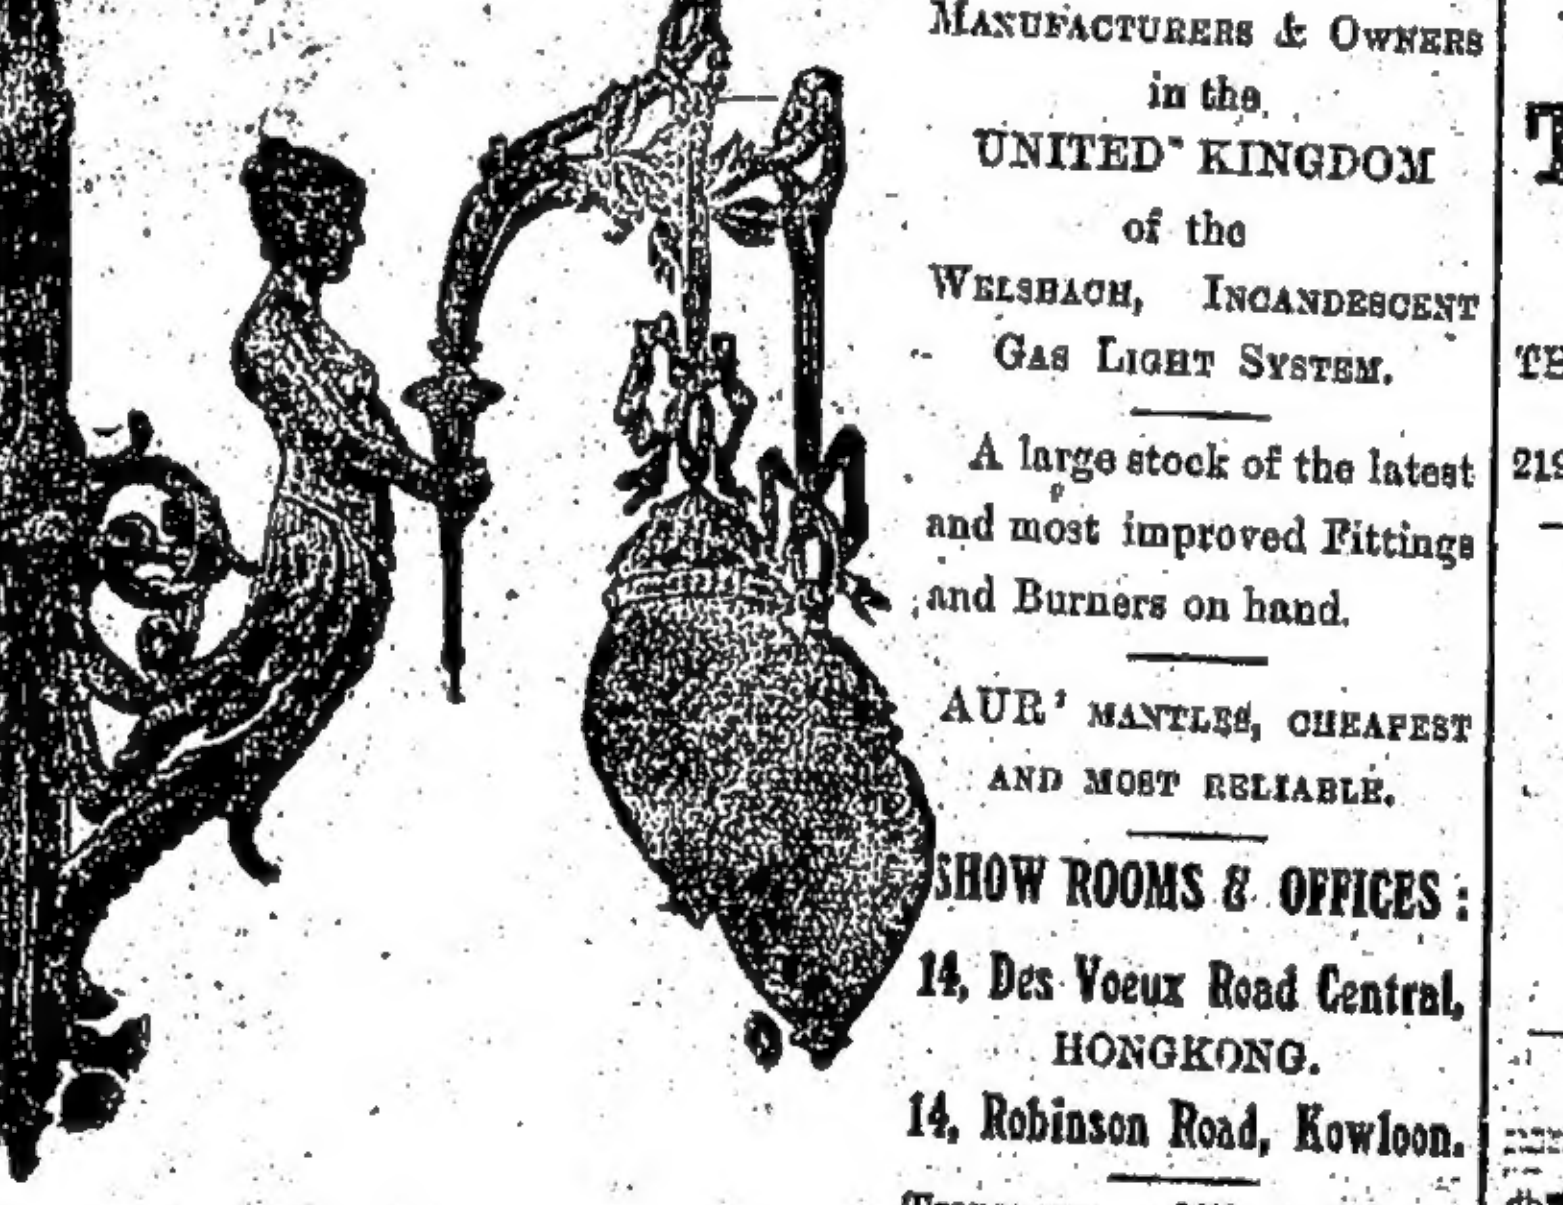 MANUFACTURERS & OWNERS
in the
UNITED KINGDOM
of the
WELSBACH, INCANDESCENT
GAS LIGHT SYSTEM.
A large stock of the latest
and most improved Fittings
and Burners on hand.
AUR' MANTLES, CHEAPEST
AND MOST RELIABLE.
SHOW ROOMS & OFFICES:
14, Des Voeux Road Central,
HONGKONG.
14, Robinson Road, Kowloon.